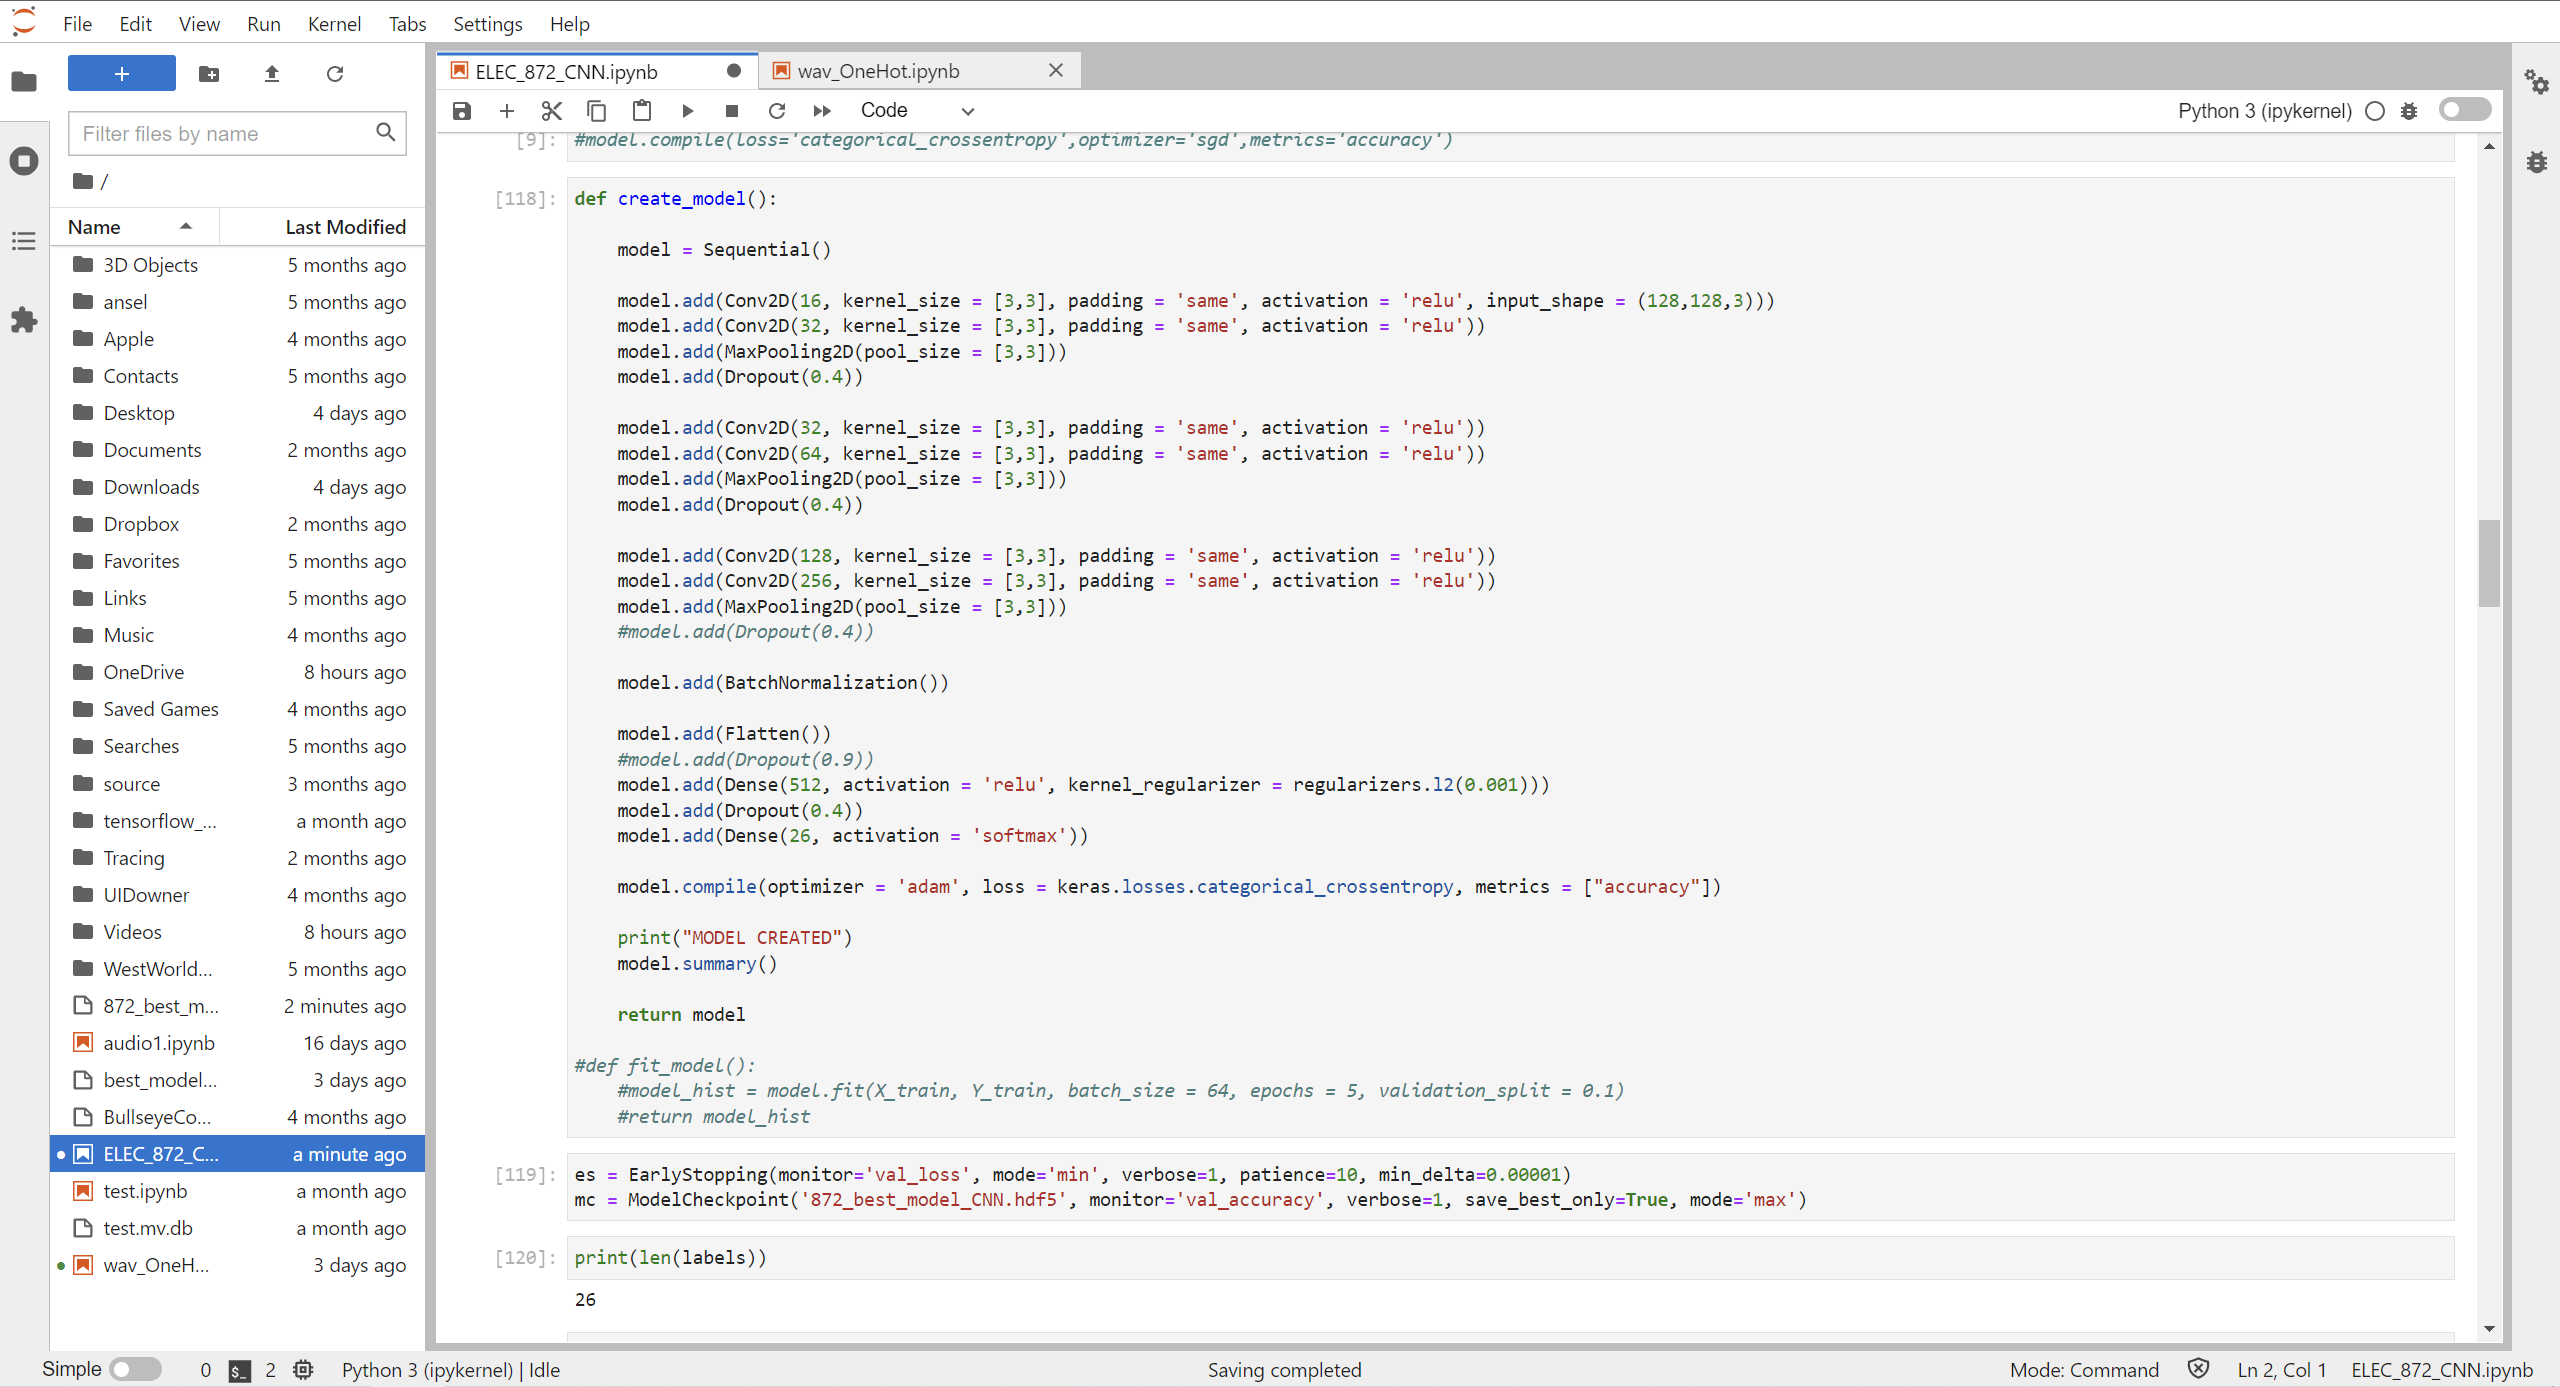 File Edit View Run Kernel Tabs Settings Help
+
Filter files by name
/
Name Last Modified
3D Objects 5 months ago
ansel 5 months ago
Apple 4 months ago
Contacts 5 months ago
Desktop 4 days ago
Documents 2 months ago
Downloads 4 days ago
Dropbox 2 months ago
Favorites 5 months ago
Links 5 months ago
Music 4 months ago
OneDrive 8 hours ago
Saved Games 4 months ago
Searches 5 months ago
source 3 months ago
tensorflow_... a month ago
Tracing 2 months ago
UIDowner 4 months ago
Videos 8 hours ago
WestWorld... 5 months ago
872_best_m... 2 minutes ago
audio1.ipynb 16 days ago
best_model... 3 days ago
BullseyeCo... 4 months ago
ELEC_872_C... a minute ago
test.ipynb a month ago
test.mv.db a month ago
wav_OneH... 3 days ago
ELEC_872_CNN.ipynb
wav_OneHot.ipynb
Code
Python 3 (ipykernel)
[9]: #model.compile(loss='categorical_crossentropy',optimizer='sgd',metrics='accuracy')
[118]: def create_model():
model = Sequential()
model.add(Conv2D(16, kernel_size = [3,3], padding = 'same', activation = 'relu', input_shape = (128,128,3)))
model.add(Conv2D(32, kernel_size = [3,3], padding = 'same', activation = 'relu'))
model.add(MaxPooling2D(pool_size = [3,3]))
model.add(Dropout(0.4))
model.add(Conv2D(32, kernel_size = [3,3], padding = 'same', activation = 'relu'))
model.add(Conv2D(64, kernel_size = [3,3], padding = 'same', activation = 'relu'))
model.add(MaxPooling2D(pool_size = [3,3]))
model.add(Dropout(0.4))
model.add(Conv2D(128, kernel_size = [3,3], padding = 'same', activation = 'relu'))
model.add(Conv2D(256, kernel_size = [3,3], padding = 'same', activation = 'relu'))
model.add(MaxPooling2D(pool_size = [3,3]))
#model.add(Dropout(0.4))
model.add(BatchNormalization())
model.add(Flatten())
#model.add(Dropout(0.9))
model.add(Dense(512, activation = 'relu', kernel_regularizer = regularizers.l2(0.001)))
model.add(Dropout(0.4))
model.add(Dense(26, activation = 'softmax'))
model.compile(optimizer = 'adam', loss = keras.losses.categorical_crossentropy, metrics = ["accuracy"])
print("MODEL CREATED")
model.summary()
return model
#def fit_model():
#model_hist = model.fit(X_train, Y_train, batch_size = 64, epochs = 5, validation_split = 0.1)
#return model_hist
[119]: es = EarlyStopping(monitor='val_loss', mode='min', verbose=1, patience=10, min_delta=0.00001)
mc = ModelCheckpoint('872_best_model_CNN.hdf5', monitor='val_accuracy', verbose=1, save_best_only=True, mode='max')
[120]: print(len(labels))
26
Simple 0 $_ 2 Python 3 (ipykernel) | Idle Saving completed Mode: Command Ln 2, Col 1 ELEC_872_CNN.ipynb